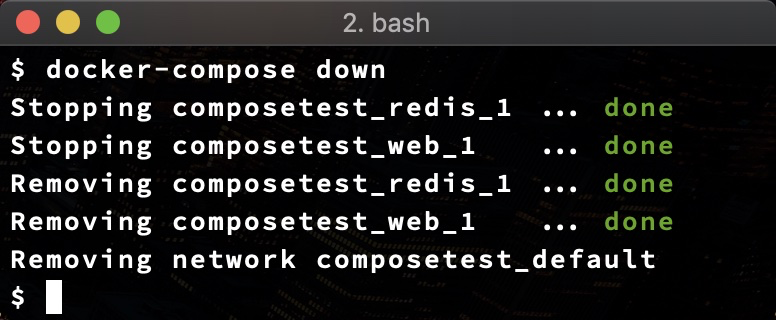 2. bash
$ docker-compose down
Stopping composetest_redis_1 ... done
Stopping composetest_web_1 ... done
Removing composetest_redis_1 ... done
Removing composetest_web_1 ... done
Removing network composetest_default
$